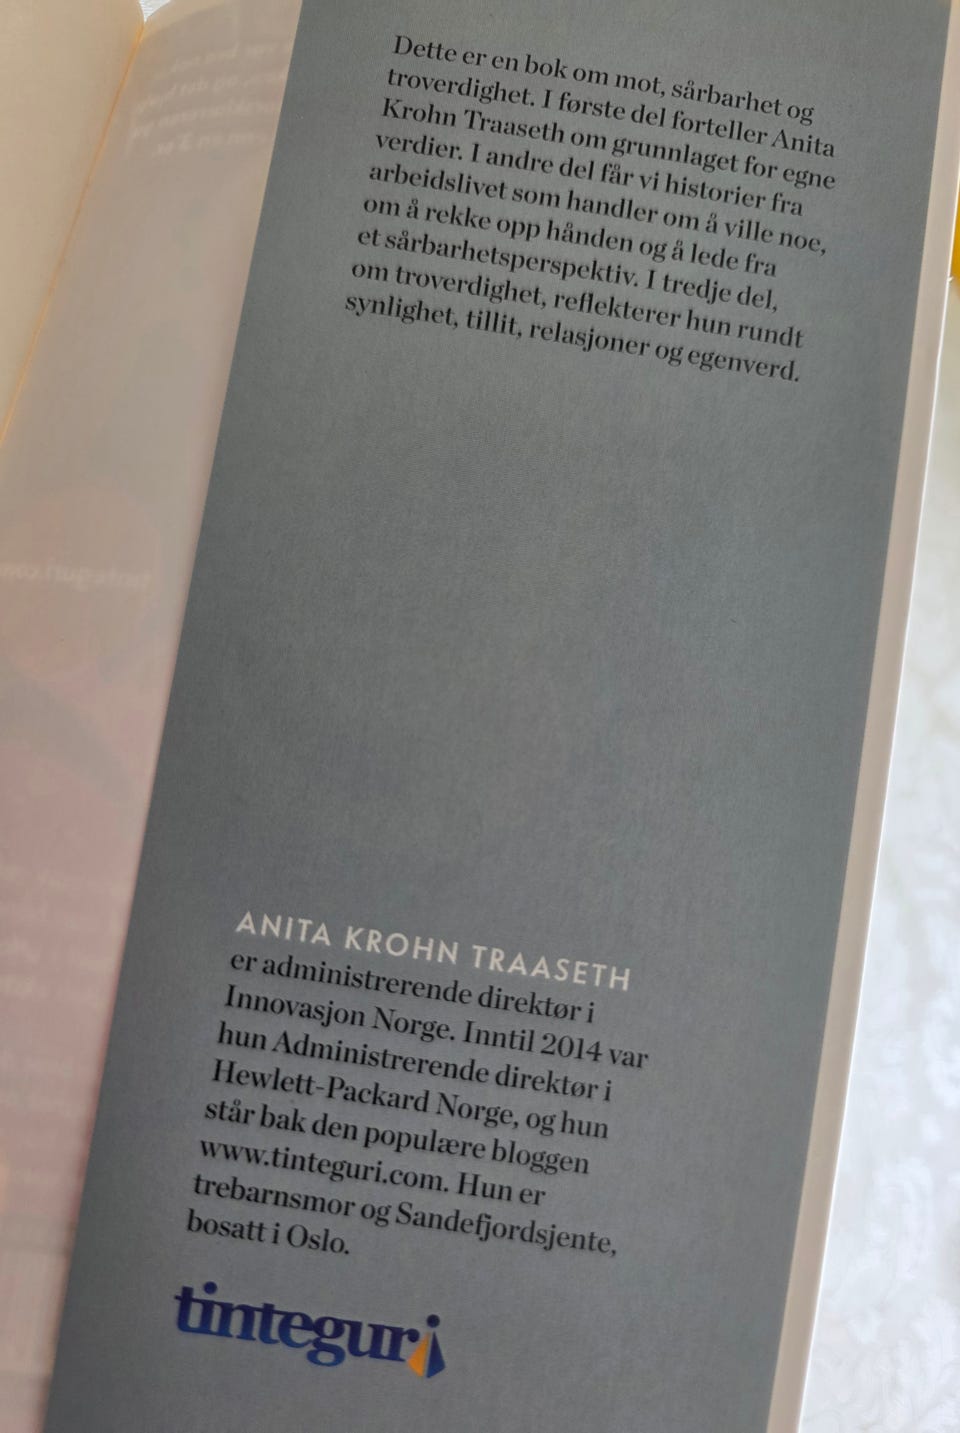 Dette er en bok om mot, sårbarhet og
troverdighet. I første del forteller Anita
Krohn Traaseth om grunnlaget for egne
verdier. I andre del får vi historier fra
arbeidslivet som handler om å ville noe,
om å rekke opp hånden og å lede fra
et sårbarhetsperspektiv. I tredje del,
om troverdighet, reflekterer hun rundt
synlighet, tillit, relasjoner og egenverd.
ANITA KROHN TRAASETH
er administrerende direktør i
Innovasjon Norge. Inntil 2014 var
hun Administrerende direktør i
Hewlett-Packard Norge, og hun
står bak den populære bloggen
www.tinteguri.com. Hun er
trebarnsmor og Sandefjordsjente,
bosatt i Oslo.
tinteguri